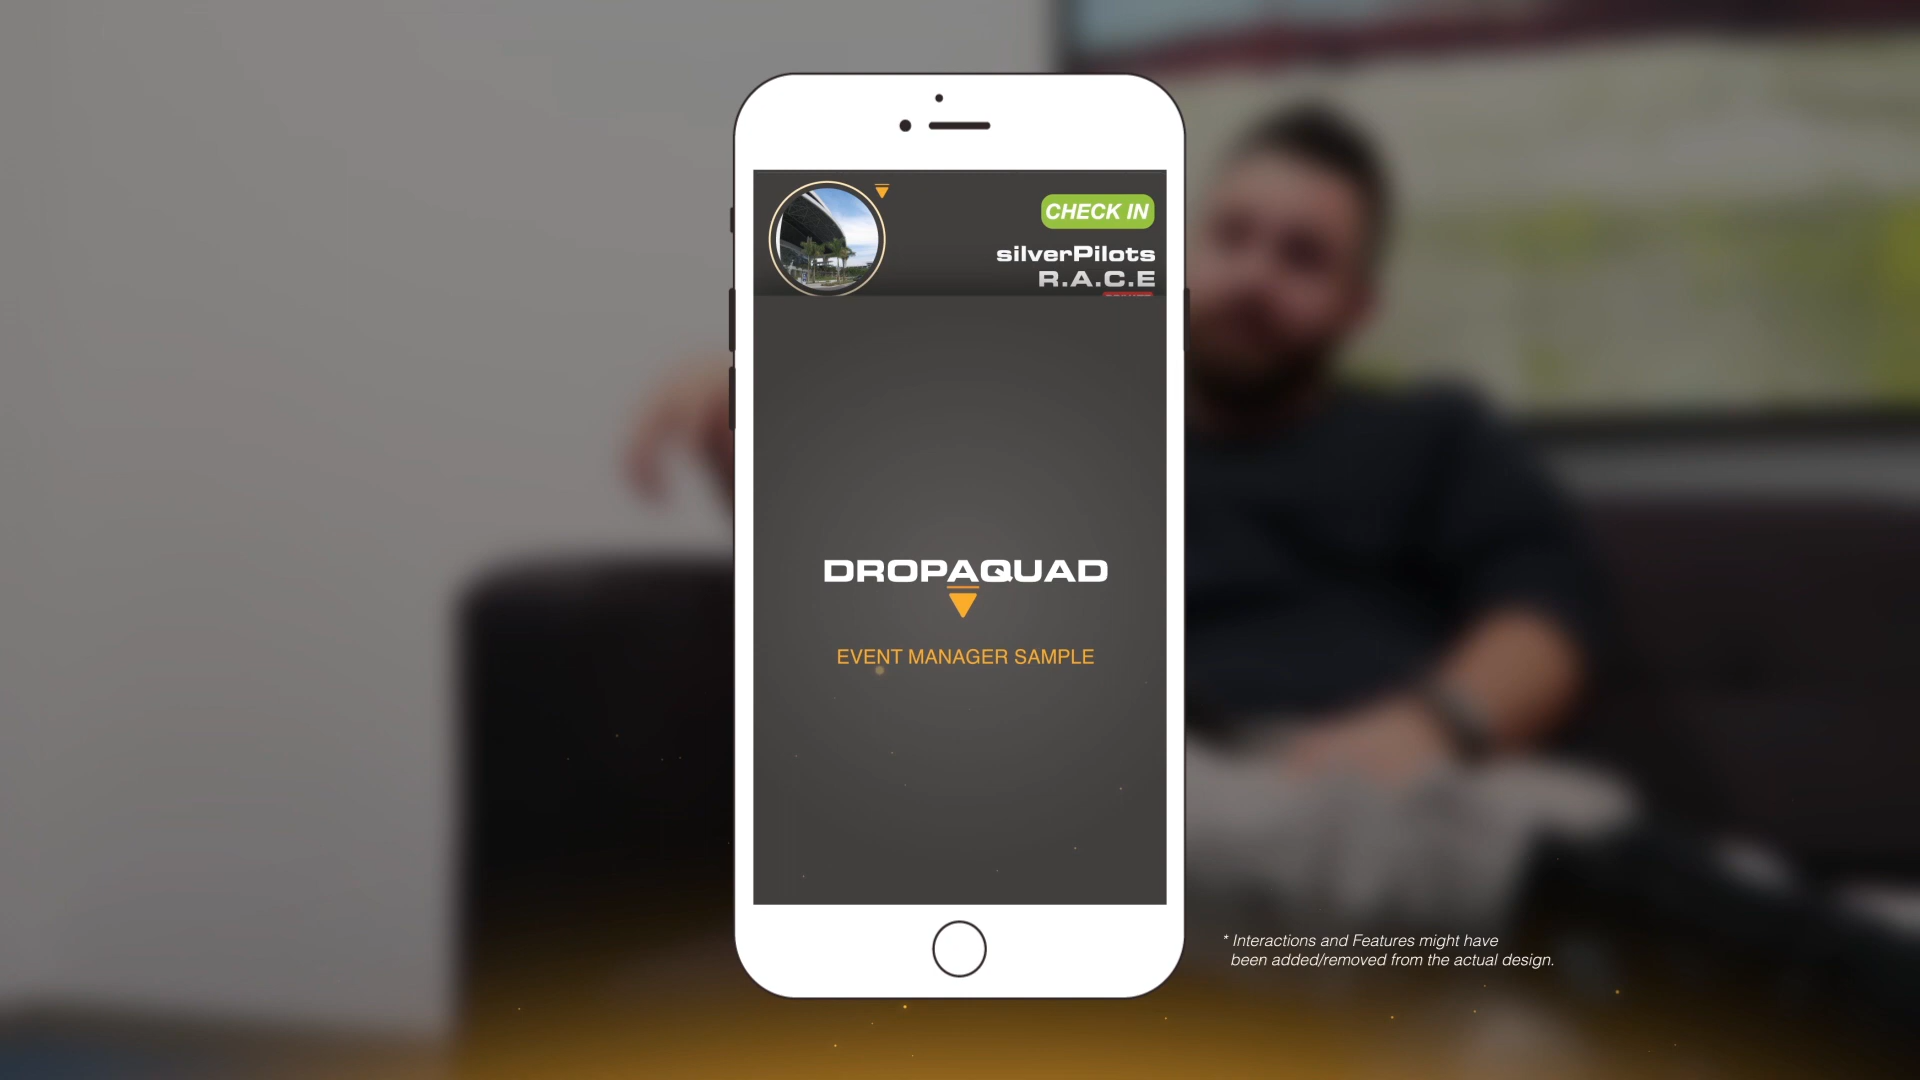 CHECK IN
silverPilots
R.A.C.E
DROPAQUAD
EVENT MANAGER SAMPLE
* Interactions and Features might have
been added/removed from the actual design.